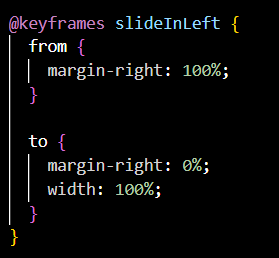 @keyframes slideInLeft {
  from {
    margin-right: 100%;
  }

  to {
    margin-right: 0%;
    width: 100%;
  }
}